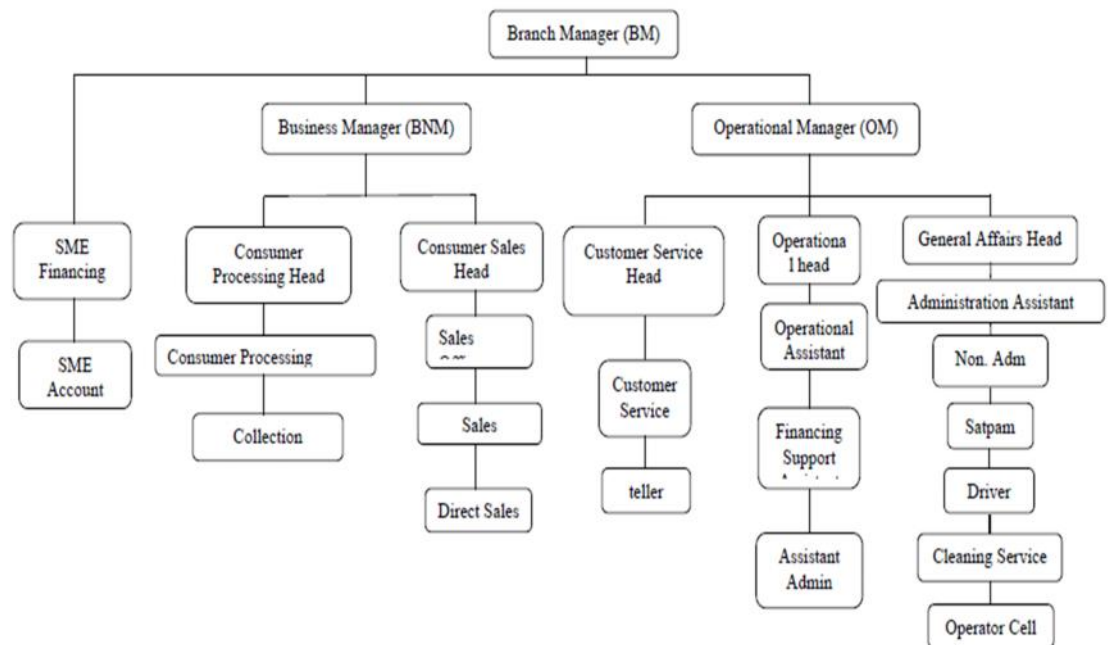 Branch Manager (BM)
Business Manager (BNM)
Operational Manager (OM)
SME
Financing
SME
Account
Consumer
Processing Head
Consumer Processing
Collection
Consumer Sales
Head
Sales
Sales
Direct Sales
Customer Service
Head
Customer
Service
teller
Operationa
l head
Operational
Assistant
Financing
Support
Assistant
Admin
General Affairs Head
Administration Assistant
Non. Adm
Satpam
Driver
Cleaning Service
Operator Cell